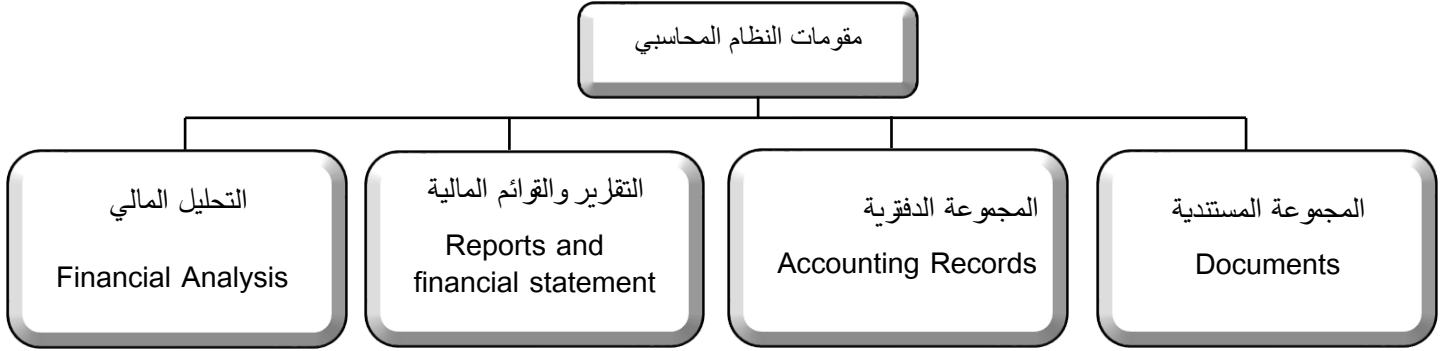 مقومات النظام المحاسبي
المجموعة المستندية
Documents
المجموعة الدفترية
Accounting Records
التقارير والقوائم المالية
Reports and
financial statement
التحليل المالي
Financial Analysis